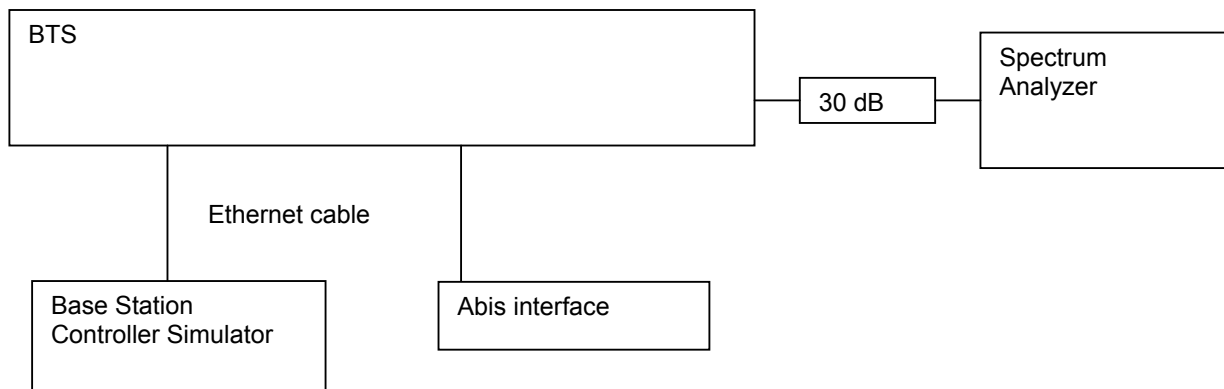 BTS
30 dB
Spectrum
Analyzer
Ethernet cable
Base Station
Controller Simulator
Abis interface